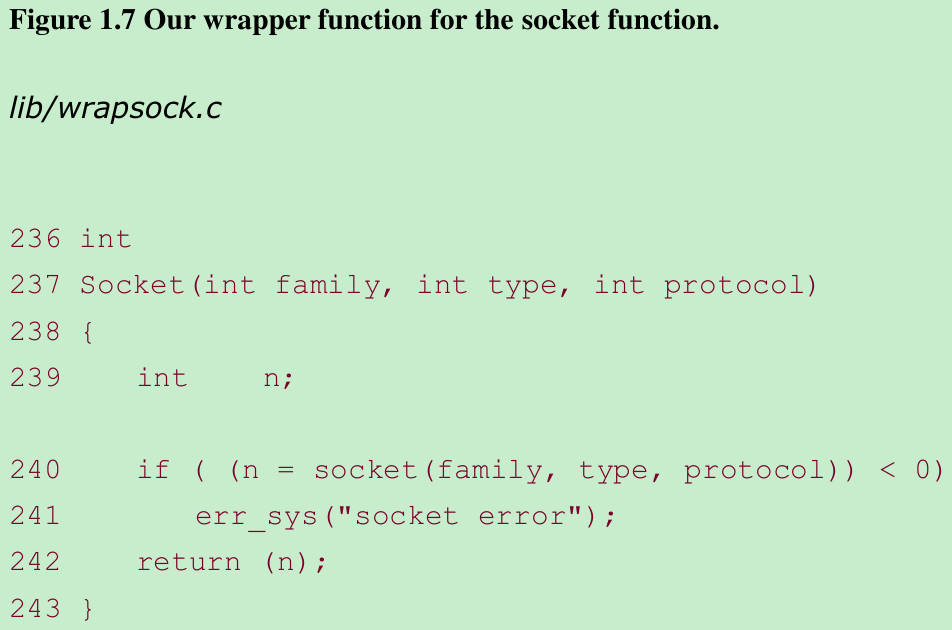 Figure 1.7 Our wrapper function for the socket function.
lib/wrapsock.c
236 int
237 Socket(int family, int type, int protocol)
238 {
239    int    n;
240    if ( (n = socket(family, type, protocol)) < 0)
241        err_sys("socket error");
242    return (n);
243 }